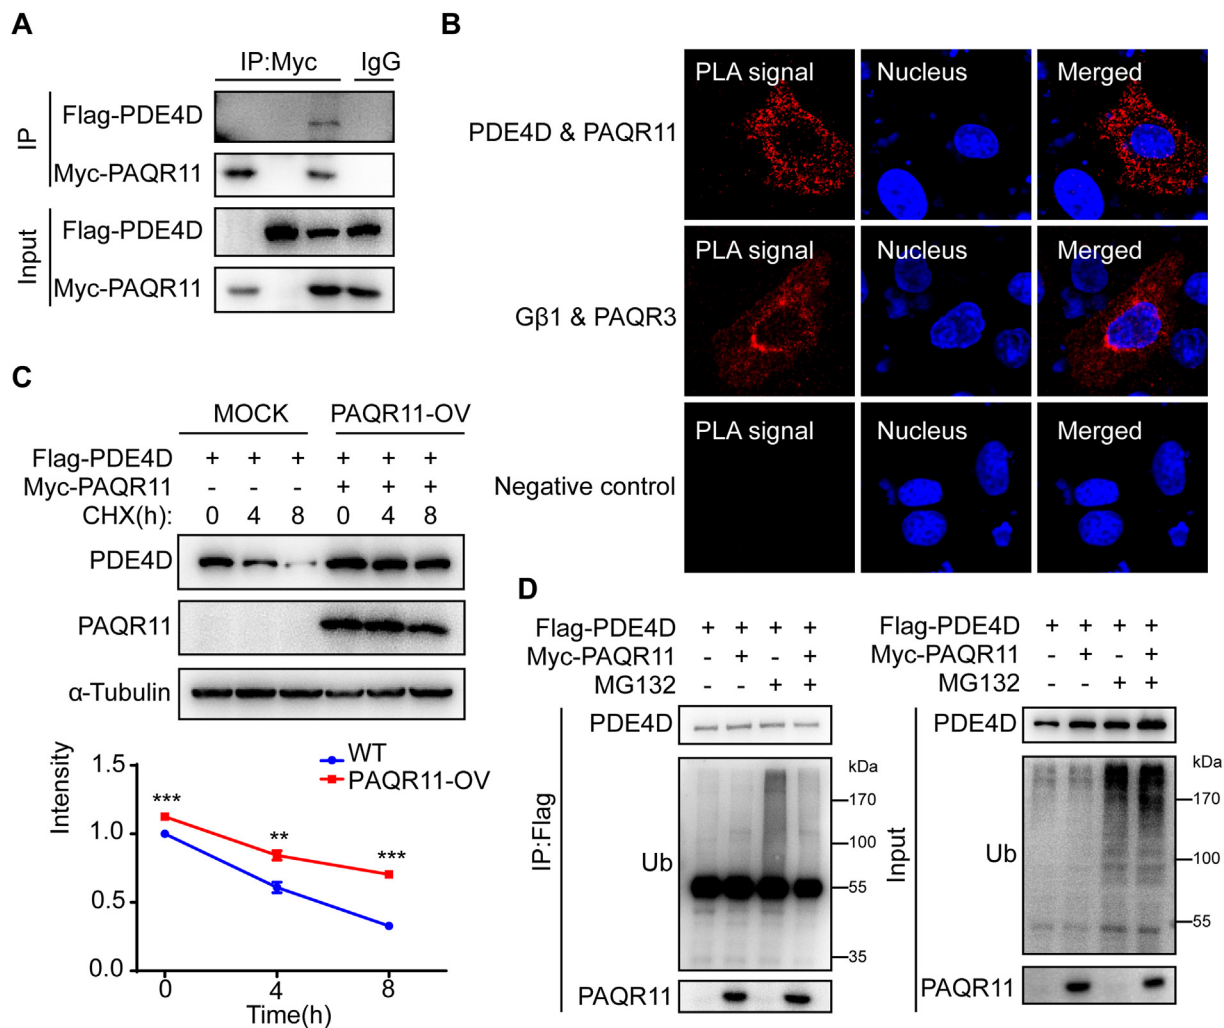 A
IP:Myc IgG
IP
Flag-PDE4D
Myc-PAQR11
Input
Flag-PDE4D
Myc-PAQR11
B
PDE4D & PAQR11
PLA signal Nucleus Merged
Gβ1 & PAQR3
PLA signal Nucleus Merged
Negative control
PLA signal Nucleus Merged
C
MOCK PAQR11-OV
Flag-PDE4D + + + + + +
Myc-PAQR11 - - - + + +
CHX(h): 0 4 8 0 4 8
PDE4D
PAQR11
α-Tubulin
WT
PAQR11-OV
Intensity
1.5
1.0
0.5
0.0
*** ** ***
0 4 8
Time(h)
D
Flag-PDE4D + + + +
Myc-PAQR11 - + - +
MG132 - - + +
IP:Flag
PDE4D
kDa
170
100
Ub
55
35
PAQR11
Flag-PDE4D + + + +
Myc-PAQR11 - + - +
MG132 - - + +
Input
PDE4D
kDa
170
Ub
100
55
PAQR11